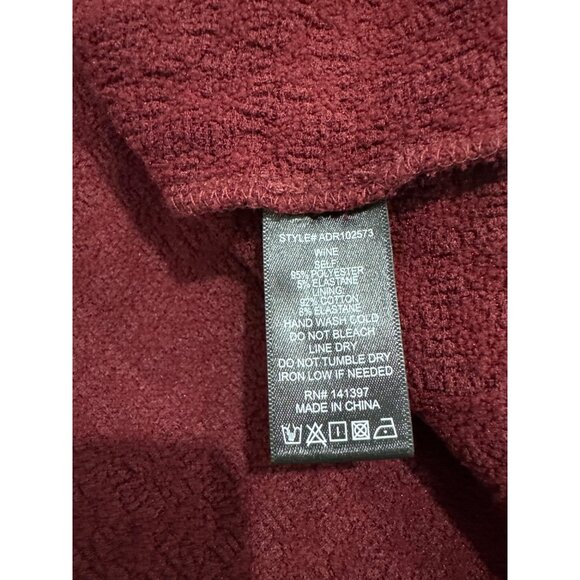 STYLE# ADR102573
WINE
SELF
95% POLYESTER
5% ELASTANE
LINING
92% COTTON
8% ELASTANE
HAND WASH COLD
DO NOT BLEACH
LINE DRY
DO NOT TUMBLE DRY
IRON LOW IF NEEDED
RN# 141397
MADE IN CHINA